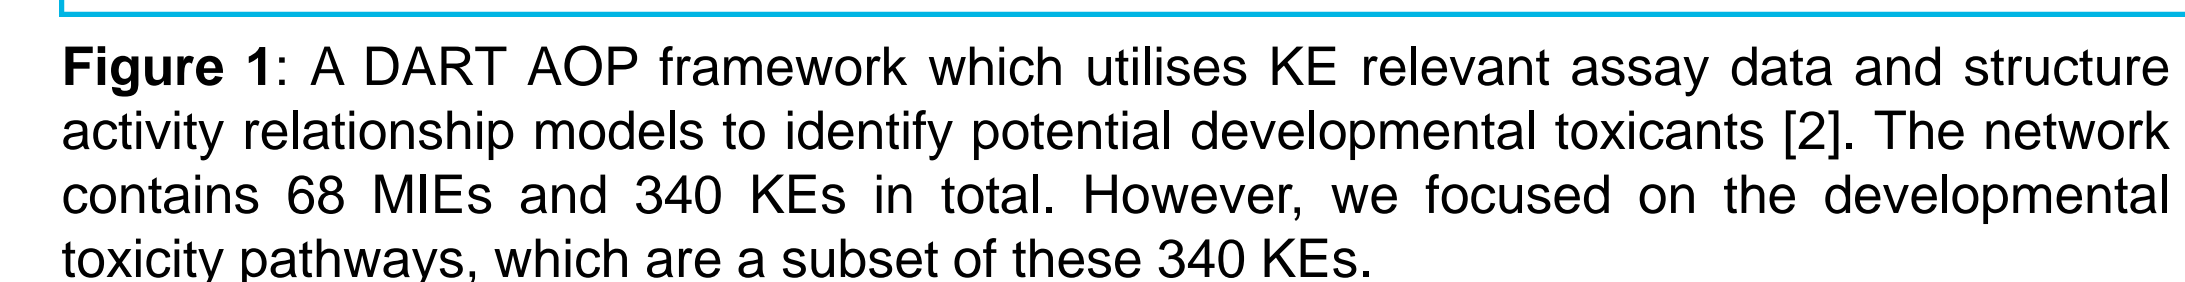 Figure 1: A DART AOP framework which utilises KE relevant assay data and structure
activity relationship models to identify potential developmental toxicants [2]. The network
contains 68 MIEs and 340 KEs in total. However, we focused on the developmental
toxicity pathways, which are a subset of these 340 KEs.